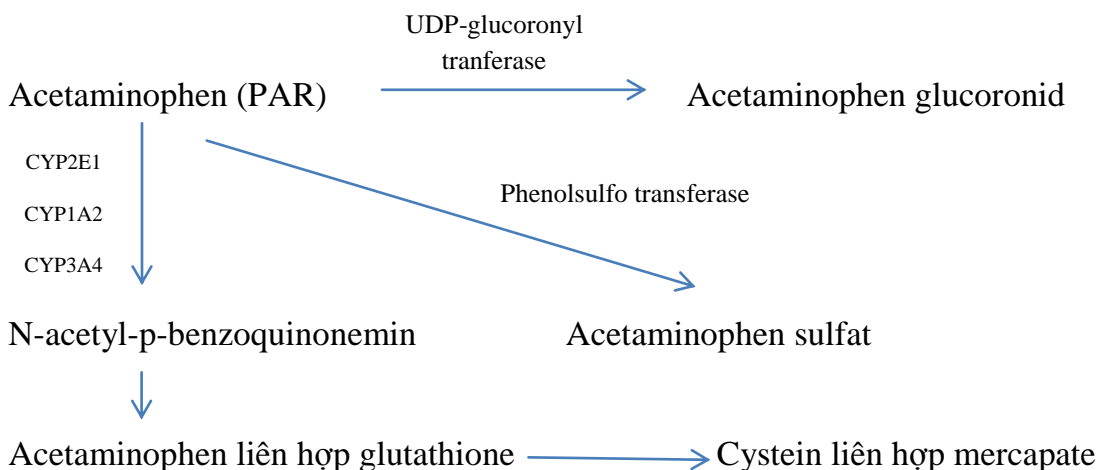 UDP-glucoronyl
tranferase
Acetaminophen (PAR)
Acetaminophen glucoronid
CYP2E1
Phenolsulfo transferase
CYP1A2
CYP3A4
N-acetyl-p-benzoquinonemin
Acetaminophen sulfat
Acetaminophen liên hợp glutathione
Cystein liên hợp mercapate